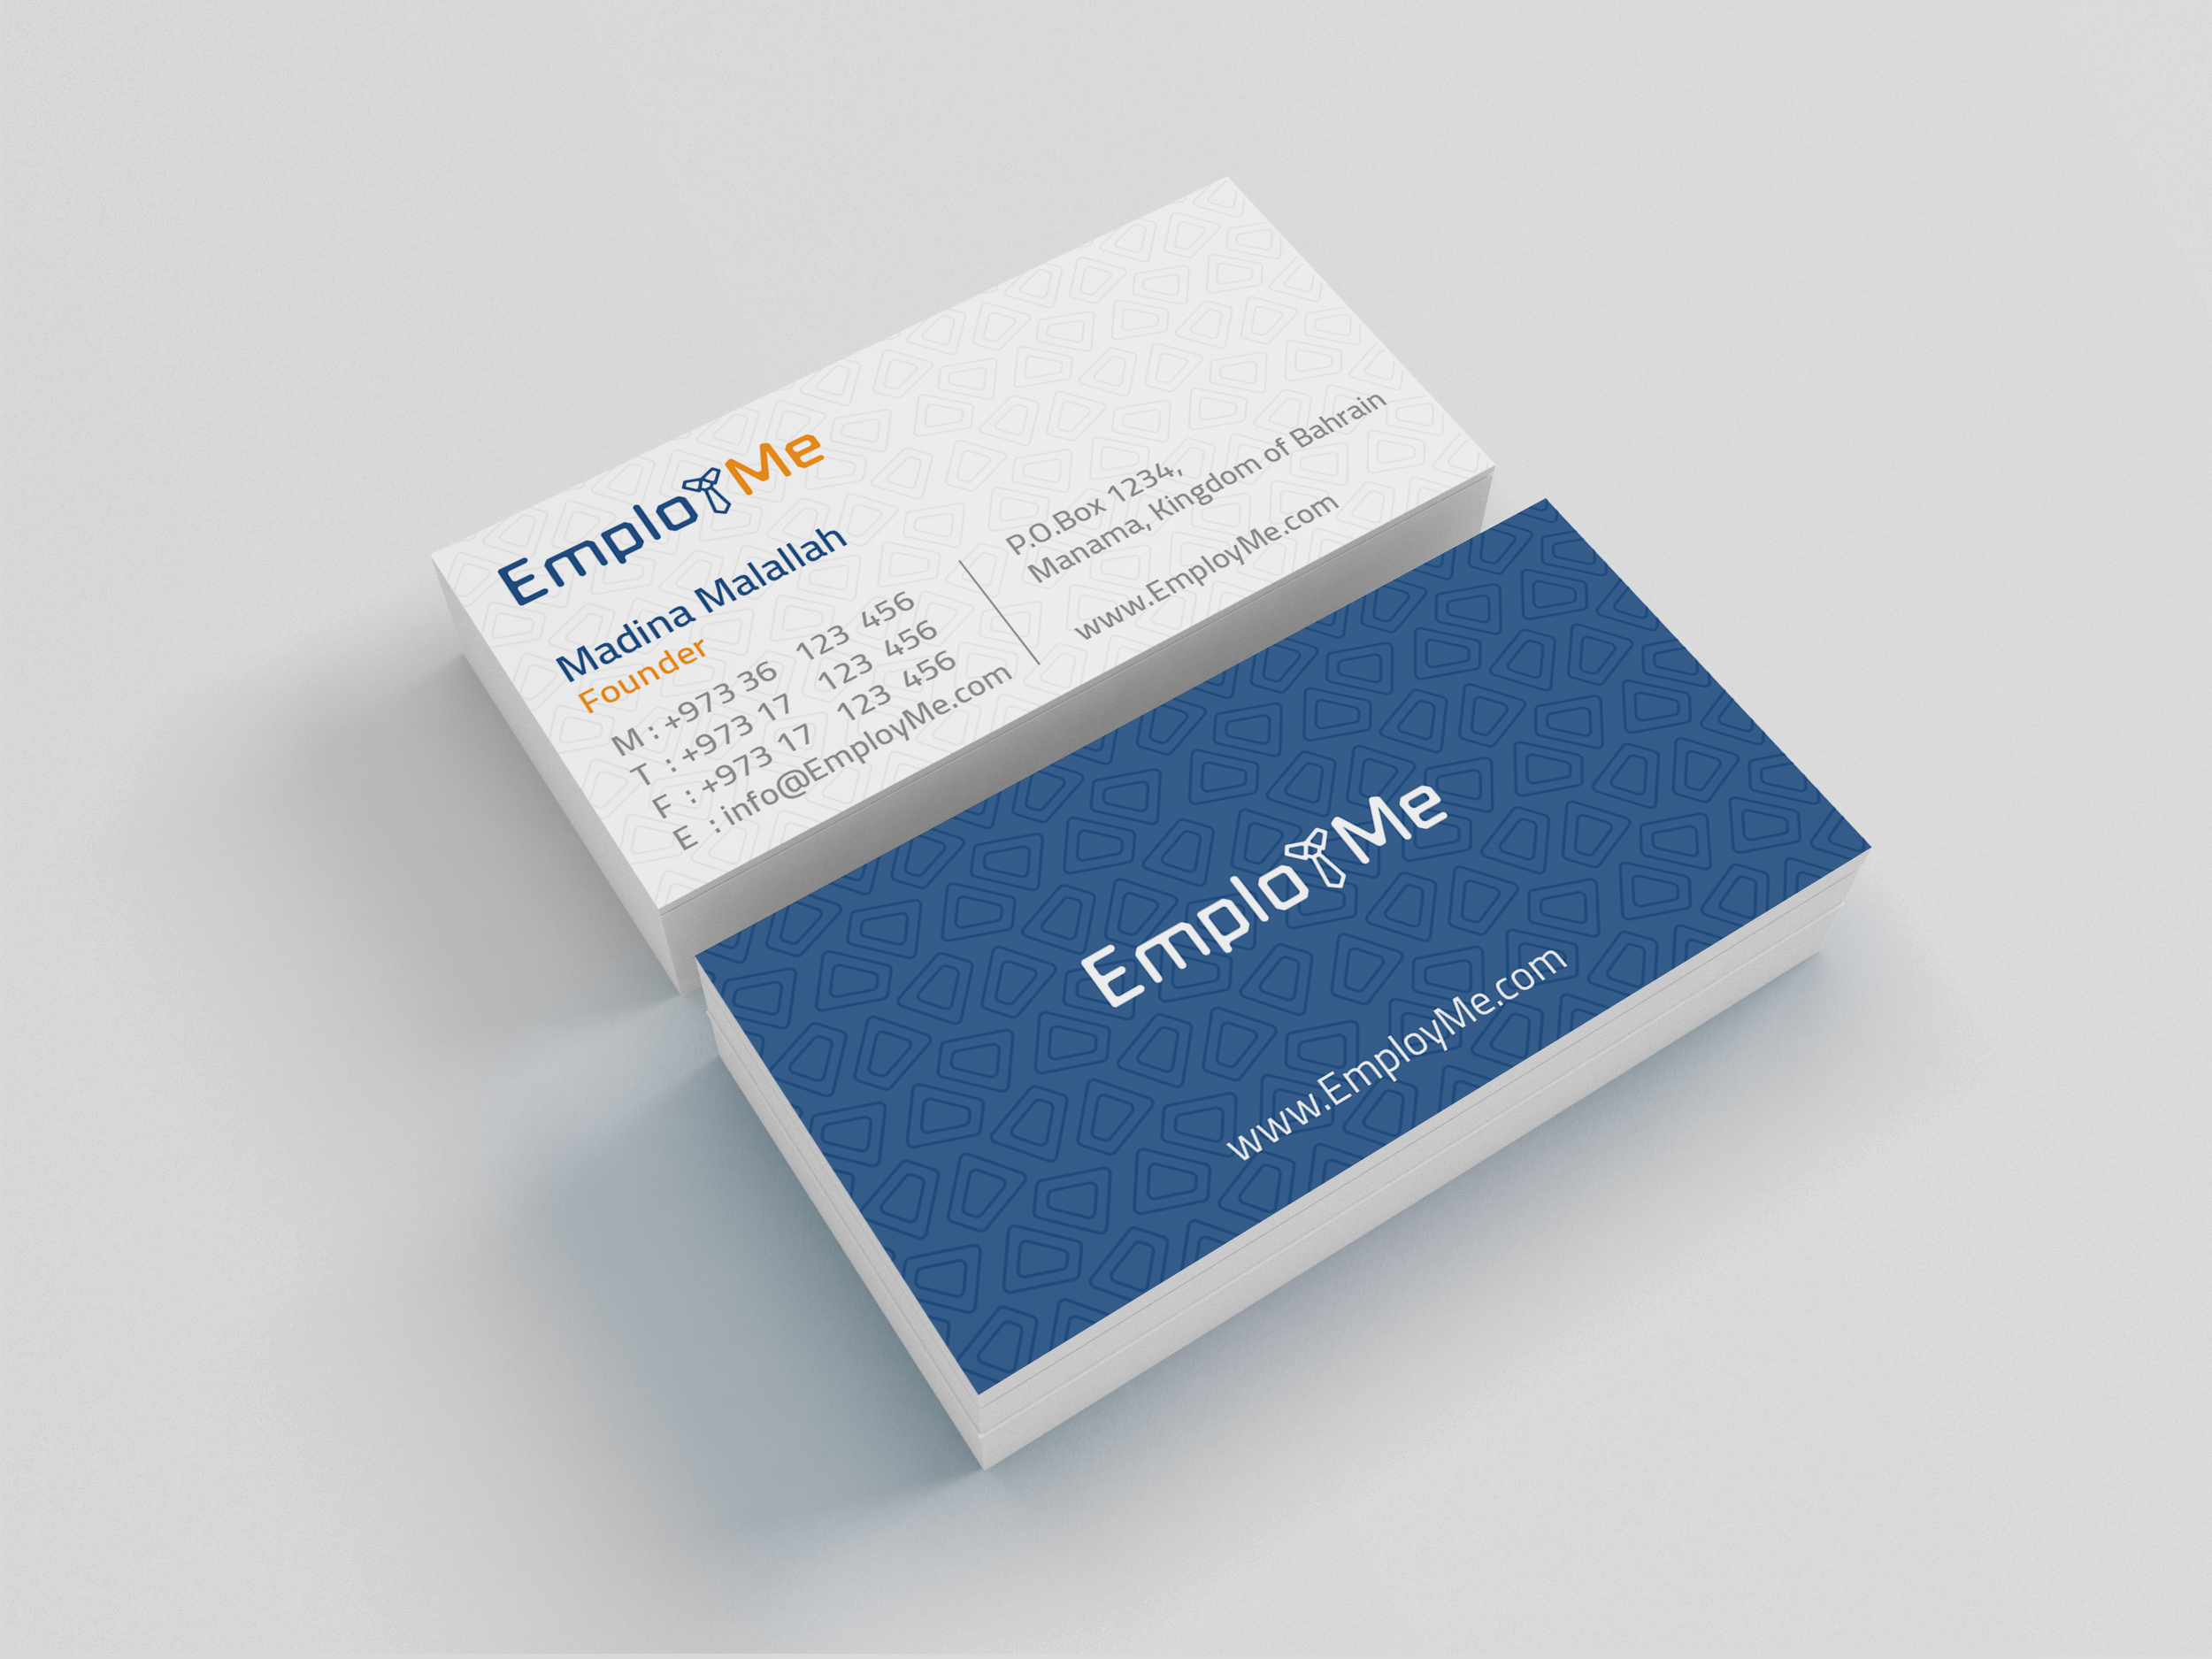 EmployMe
Madina Malallah
Founder
M : +973 36 123 456
T : +973 17 123 456
F : +973 17 123 456
E : info@EmployMe.com
P.O.Box 1234,
Manama, Kingdom of Bahrain
www.EmployMe.com
EmployMe
www.EmployMe.com